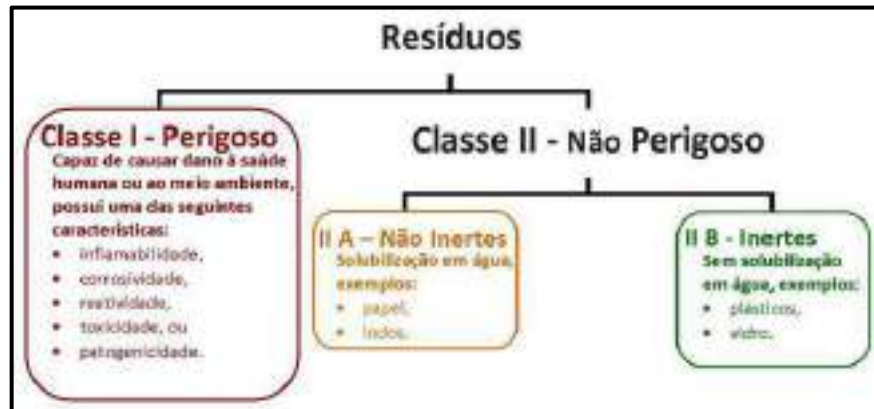 Resíduos
Classe I - Perigoso
Capaz de causar dano à saúde
humana ou ao meio ambiente,
possui uma das seguintes
características:
• inflamabilidade,
• corrosividade,
• reatividade,
• toxicidade, ou
• patogenicidade.
Classe II - Não Perigoso
II A – Não Inertes
Solubilização em água,
exemplos:
• papel,
• lodos.
II B - Inertes
Sem solubilização
em água, exemplos:
• plásticos,
• vidro.